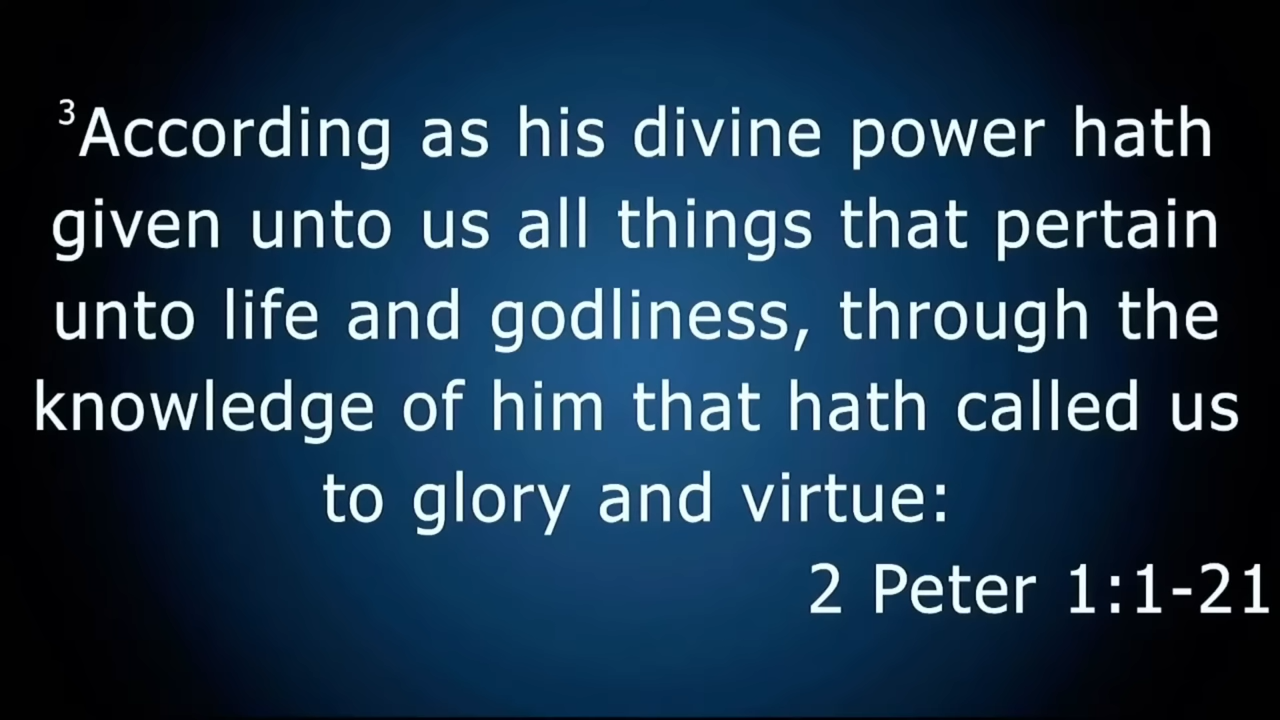 ³According as his divine power hath
given unto us all things that pertain
unto life and godliness, through the
knowledge of him that hath called us
to glory and virtue:
2 Peter 1:1-21